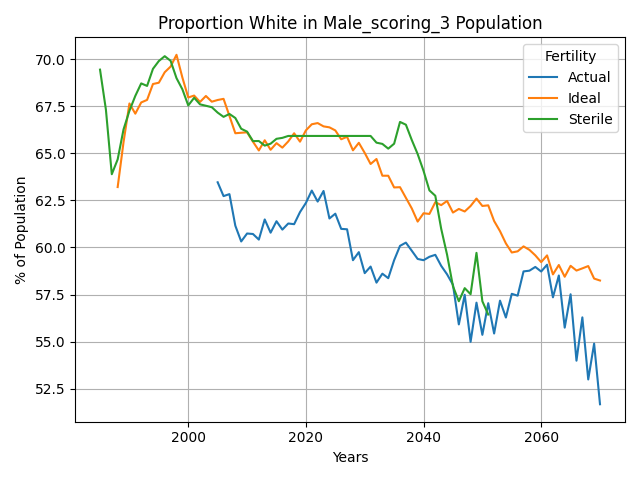 Proportion White in Male_scoring_3 Population
% of Population
70.0
67.5
65.0
62.5
60.0
57.5
55.0
52.5
Fertility
Actual
Ideal
Sterile
2000
2020
2040
2060
Years